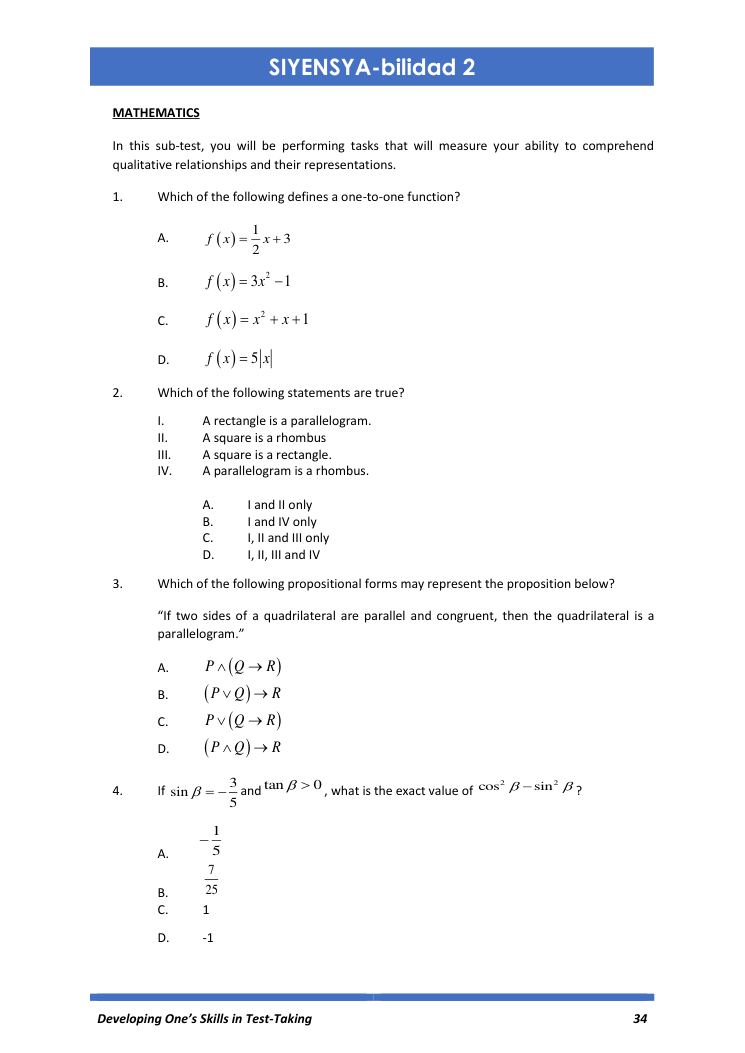 SIYENSYA-bilidad 2
MATHEMATICS
In this sub-test, you will be performing tasks that will measure your ability to comprehend
qualitative relationships and their representations.
1. Which of the following defines a one-to-one function?
A. f(x) = 1/2 x + 3
B. f(x) = 3x² − 1
C. f(x) = x² + x + 1
D. f(x) = 5|x|
2. Which of the following statements are true?
I. A rectangle is a parallelogram.
II. A square is a rhombus
III. A square is a rectangle.
IV. A parallelogram is a rhombus.
A. I and II only
B. I and IV only
C. I, II and III only
D. I, II, III and IV
3. Which of the following propositional forms may represent the proposition below?
“If two sides of a quadrilateral are parallel and congruent, then the quadrilateral is a
parallelogram.”
A. P ∧ (Q → R)
B. (P ∨ Q) → R
C. P ∨ (Q → R)
D. (P ∧ Q) → R
4. If sin β = −3/5 and tan β > 0, what is the exact value of cos² β − sin² β?
A. −1/5
B. 7/25
C. 1
D. -1
Developing One’s Skills in Test-Taking 34